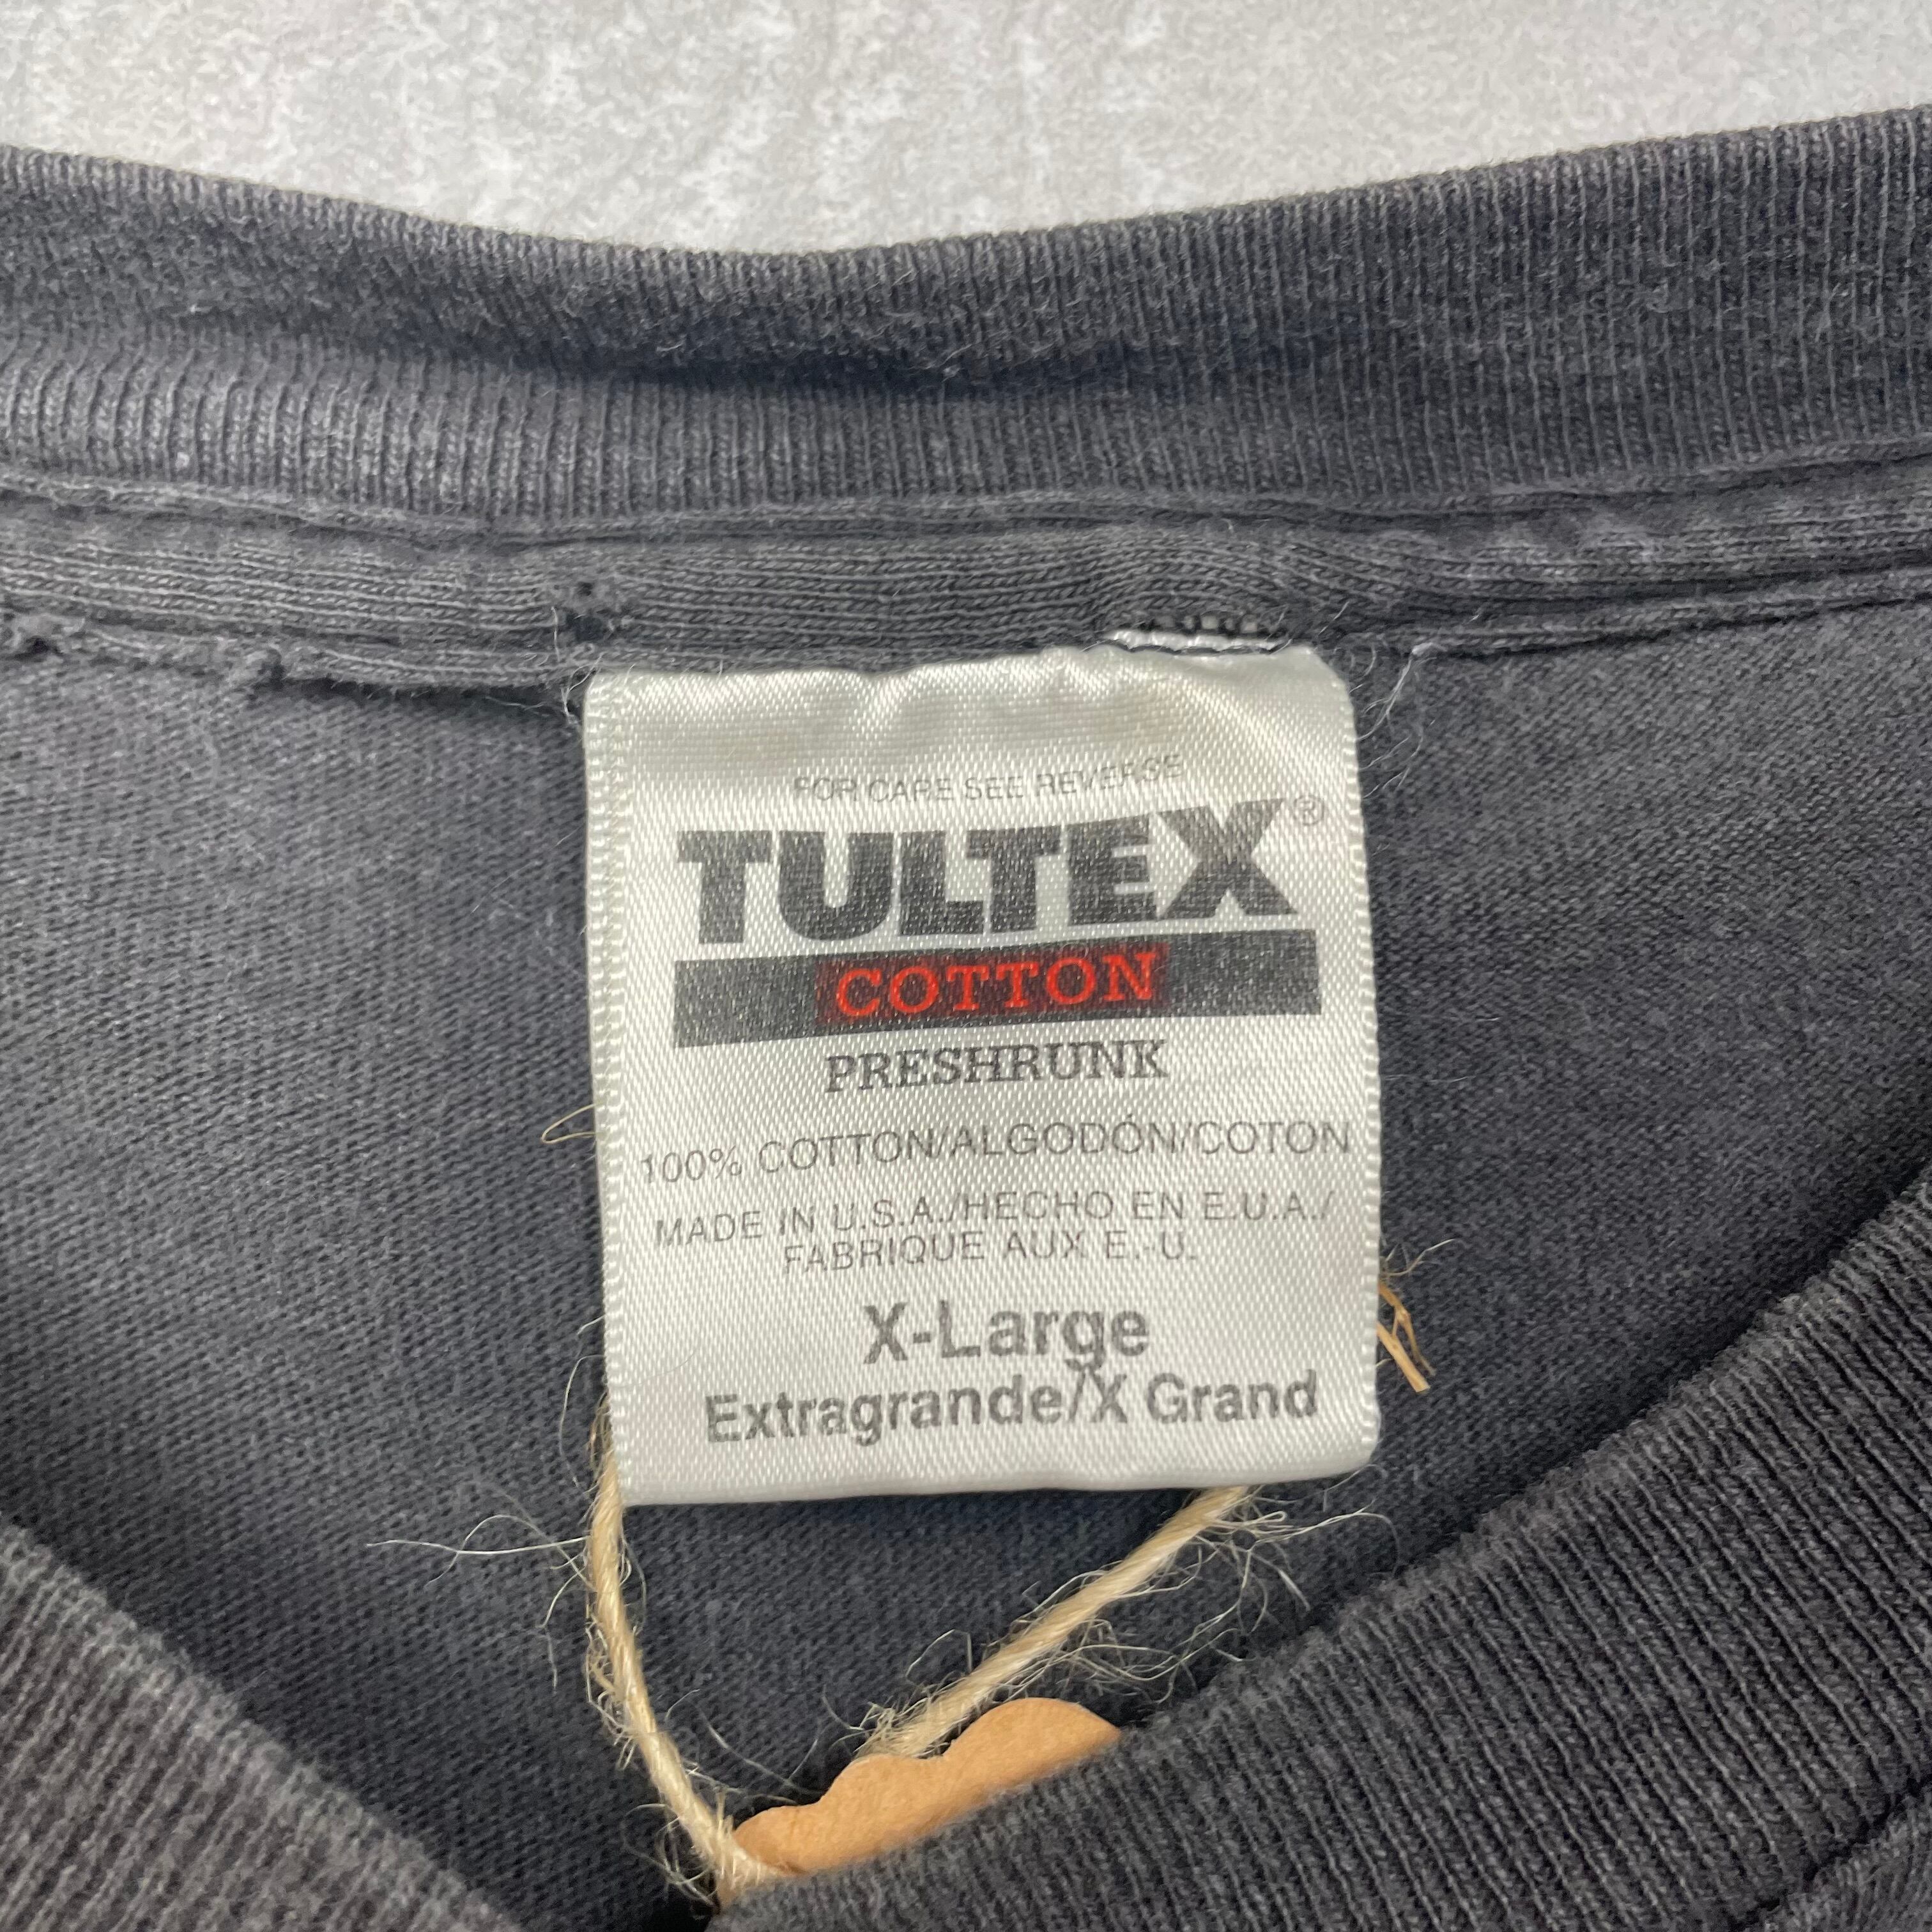 FOR CARE SEE REVERSE
TULTEX®
COTTON
PRESHRUNK
100% COTTON/ALGODÓN/COTON
MADE IN U.S.A./HECHO EN E.U.A./
FABRIQUE AUX E.-U.
X-Large
Extragrande/X Grand